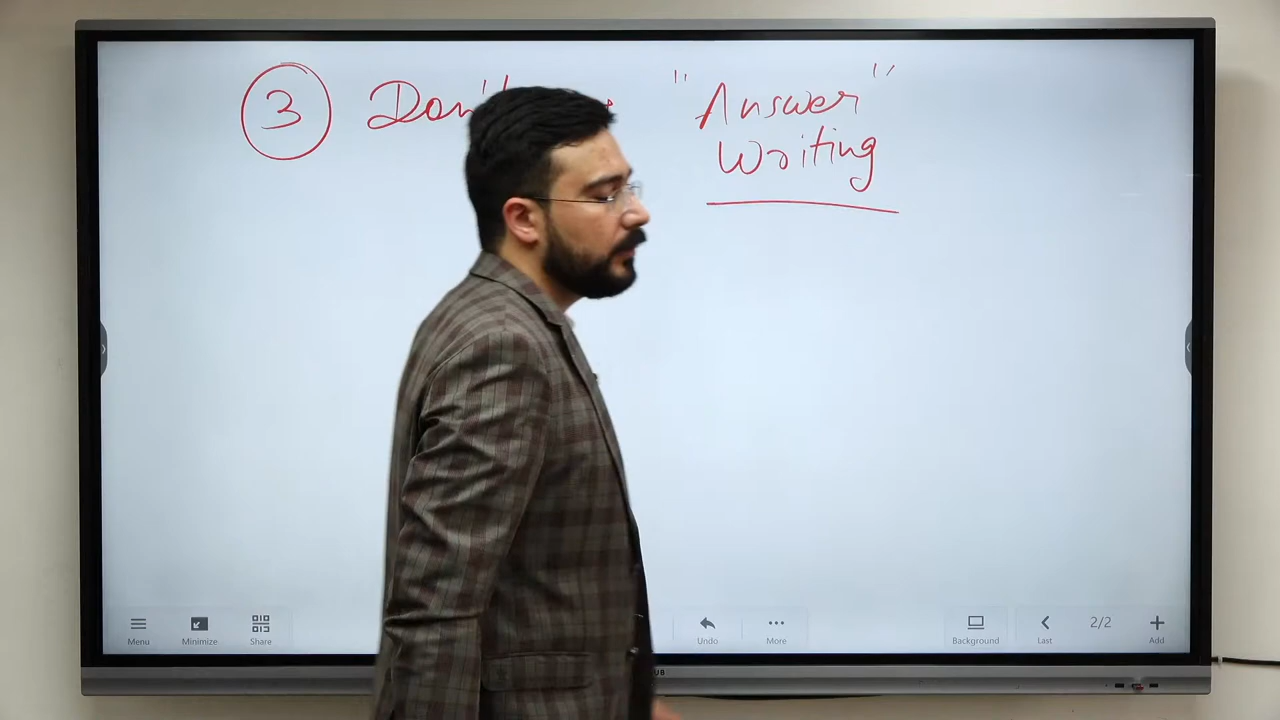 3 Don't "Answer"
Writing
Menu Minimize Share Undo More Background Last 2/2 Add